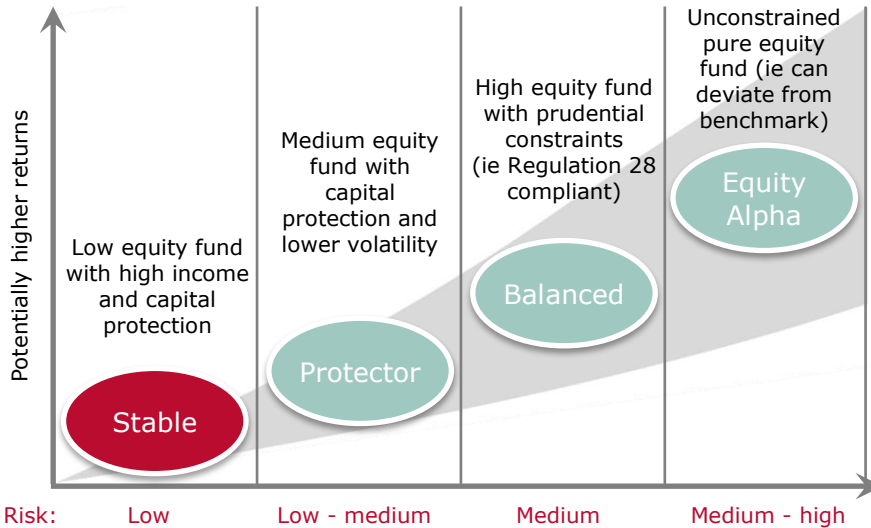 Potentially higher returns
Low equity fund
with high income
and capital
protection
Stable
Medium equity
fund with
capital
protection and
lower volatility
Protector
High equity fund
with prudential
constraints
(ie Regulation 28
compliant)
Balanced
Unconstrained
pure equity
fund (ie can
deviate from
benchmark)
Equity
Alpha
Risk: Low Low - medium Medium Medium - high